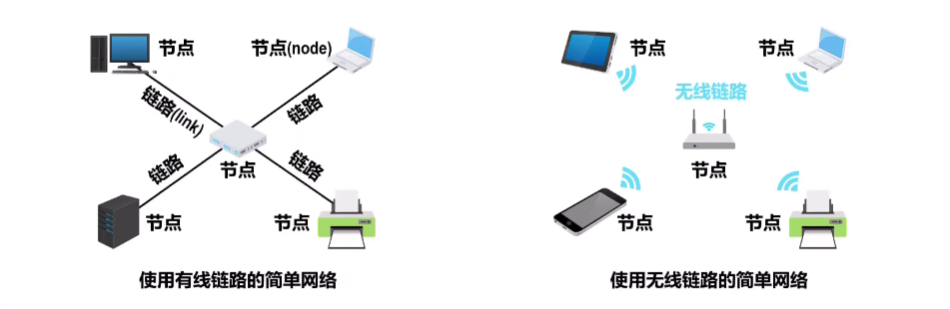 节点
节点(node)
链路(link)
链路
节点
链路
链路
节点
节点
使用有线链路的简单网络
节点
节点
无线链路
节点
节点
节点
使用无线链路的简单网络